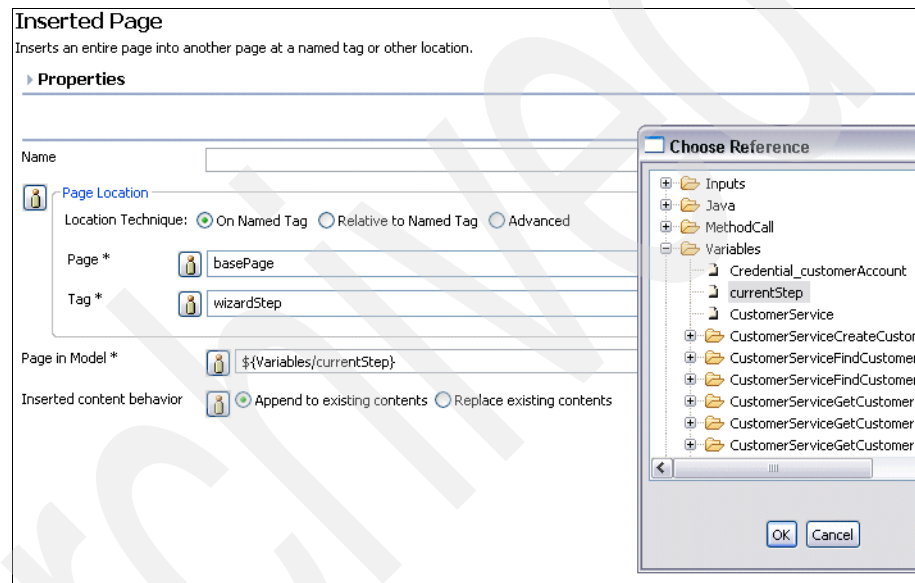 Inserted Page
Inserts an entire page into another page at a named tag or other location.
Properties
Name
Page Location
Location Technique: On Named Tag Relative to Named Tag Advanced
Page * basePage
Tag * wizardStep
Page in Model * ${Variables/currentStep}
Inserted content behavior Append to existing contents Replace existing contents
Choose Reference
Inputs
Java
MethodCall
Variables
Credential_customerAccount
currentStep
CustomerService
CustomerServiceCreateCustor
CustomerServiceFindCustomer
CustomerServiceFindCustomer
CustomerServiceGetCustomer
CustomerServiceGetCustomer
CustomerServiceGetCustomer
OK Cancel